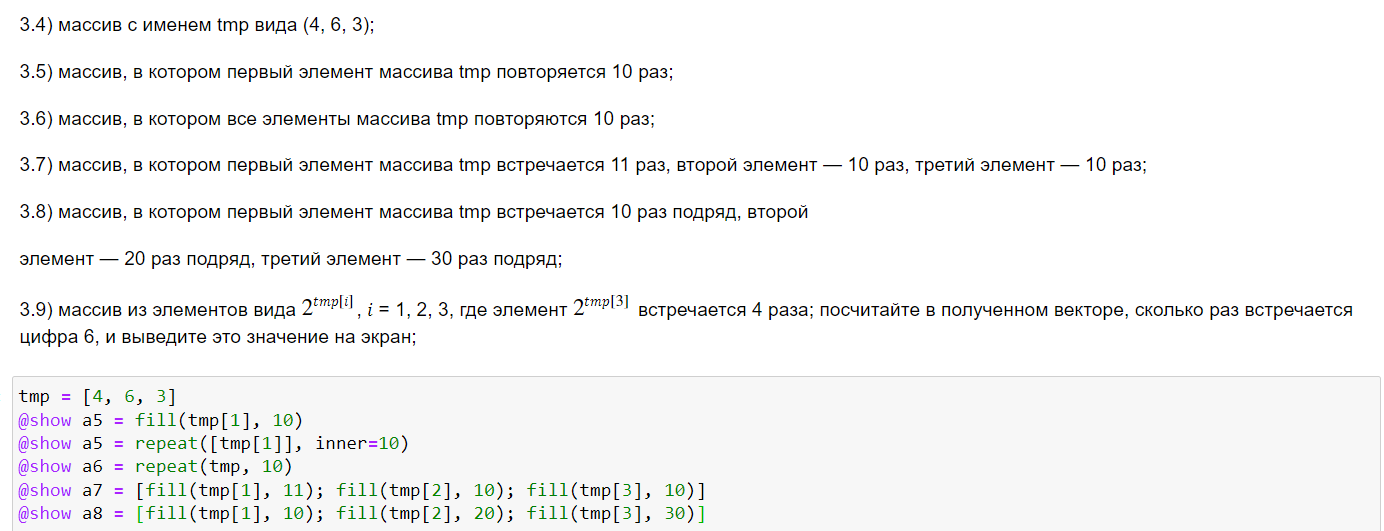 3.4) массив с именем tmp вида (4, 6, 3);
3.5) массив, в котором первый элемент массива tmp повторяется 10 раз;
3.6) массив, в котором все элементы массива tmp повторяются 10 раз;
3.7) массив, в котором первый элемент массива tmp встречается 11 раз, второй элемент — 10 раз, третий элемент — 10 раз;
3.8) массив, в котором первый элемент массива tmp встречается 10 раз подряд, второй
элемент — 20 раз подряд, третий элемент — 30 раз подряд;
3.9) массив из элементов вида 2^{tmp[i]}, i = 1, 2, 3, где элемент 2^{tmp[3]} встречается 4 раза; посчитайте в полученном векторе, сколько раз встречается
цифра 6, и выведите это значение на экран;
tmp = [4, 6, 3]
@show a5 = fill(tmp[1], 10)
@show a5 = repeat([tmp[1]], inner=10)
@show a6 = repeat(tmp, 10)
@show a7 = [fill(tmp[1], 11); fill(tmp[2], 10); fill(tmp[3], 10)]
@show a8 = [fill(tmp[1], 10); fill(tmp[2], 20); fill(tmp[3], 30)]